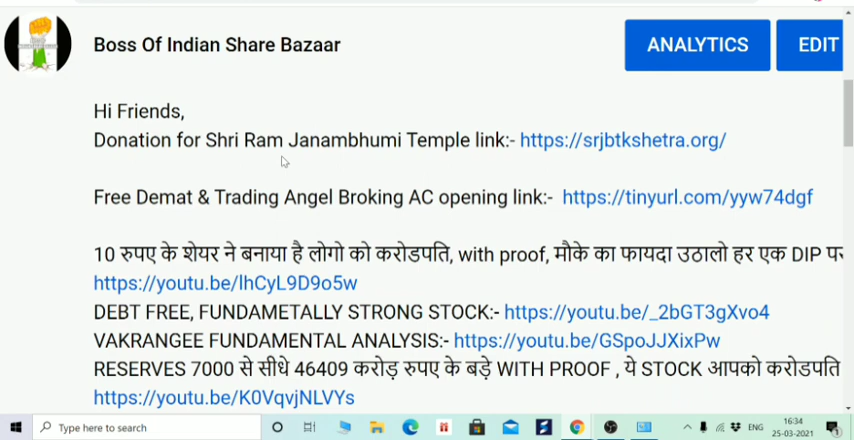 Boss Of Indian Share Bazaar
ANALYTICS
EDIT
Hi Friends,
Donation for Shri Ram Janambhumi Temple link:- https://srjbtkshetra.org/
Free Demat & Trading Angel Broking AC opening link:- https://tinyurl.com/yyw74dgf
10 रुपए के शेयर ने बनाया है लोगो को करोडपति, with proof, मौके का फायदा उठालो हर एक DIP पर
https://youtu.be/lhCyL9D9o5w
DEBT FREE, FUNDAMETALLY STRONG STOCK:- https://youtu.be/_2bGT3gXvo4
VAKRANGEE FUNDAMENTAL ANALYSIS:- https://youtu.be/GSpoJJXixPw
RESERVES 7000 से सीधे 46409 करोड़ रुपए के बड़े WITH PROOF , ये STOCK आपको करोडपति
https://youtu.be/K0VqvjNLVYs
Type here to search
ENG
16:34
25-03-2021